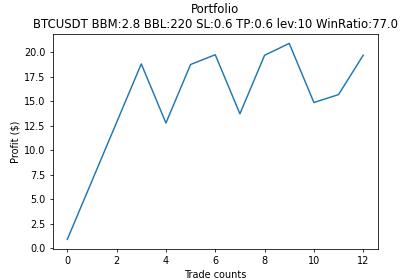 Portfolio
BTCUSDT BBM:2.8 BBL:220 SL:0.6 TP:0.6 lev:10 WinRatio:77.0
20.0
17.5
15.0
12.5
10.0
7.5
5.0
2.5
0.0
Profit ($)
0 2 4 6 8 10 12
Trade counts